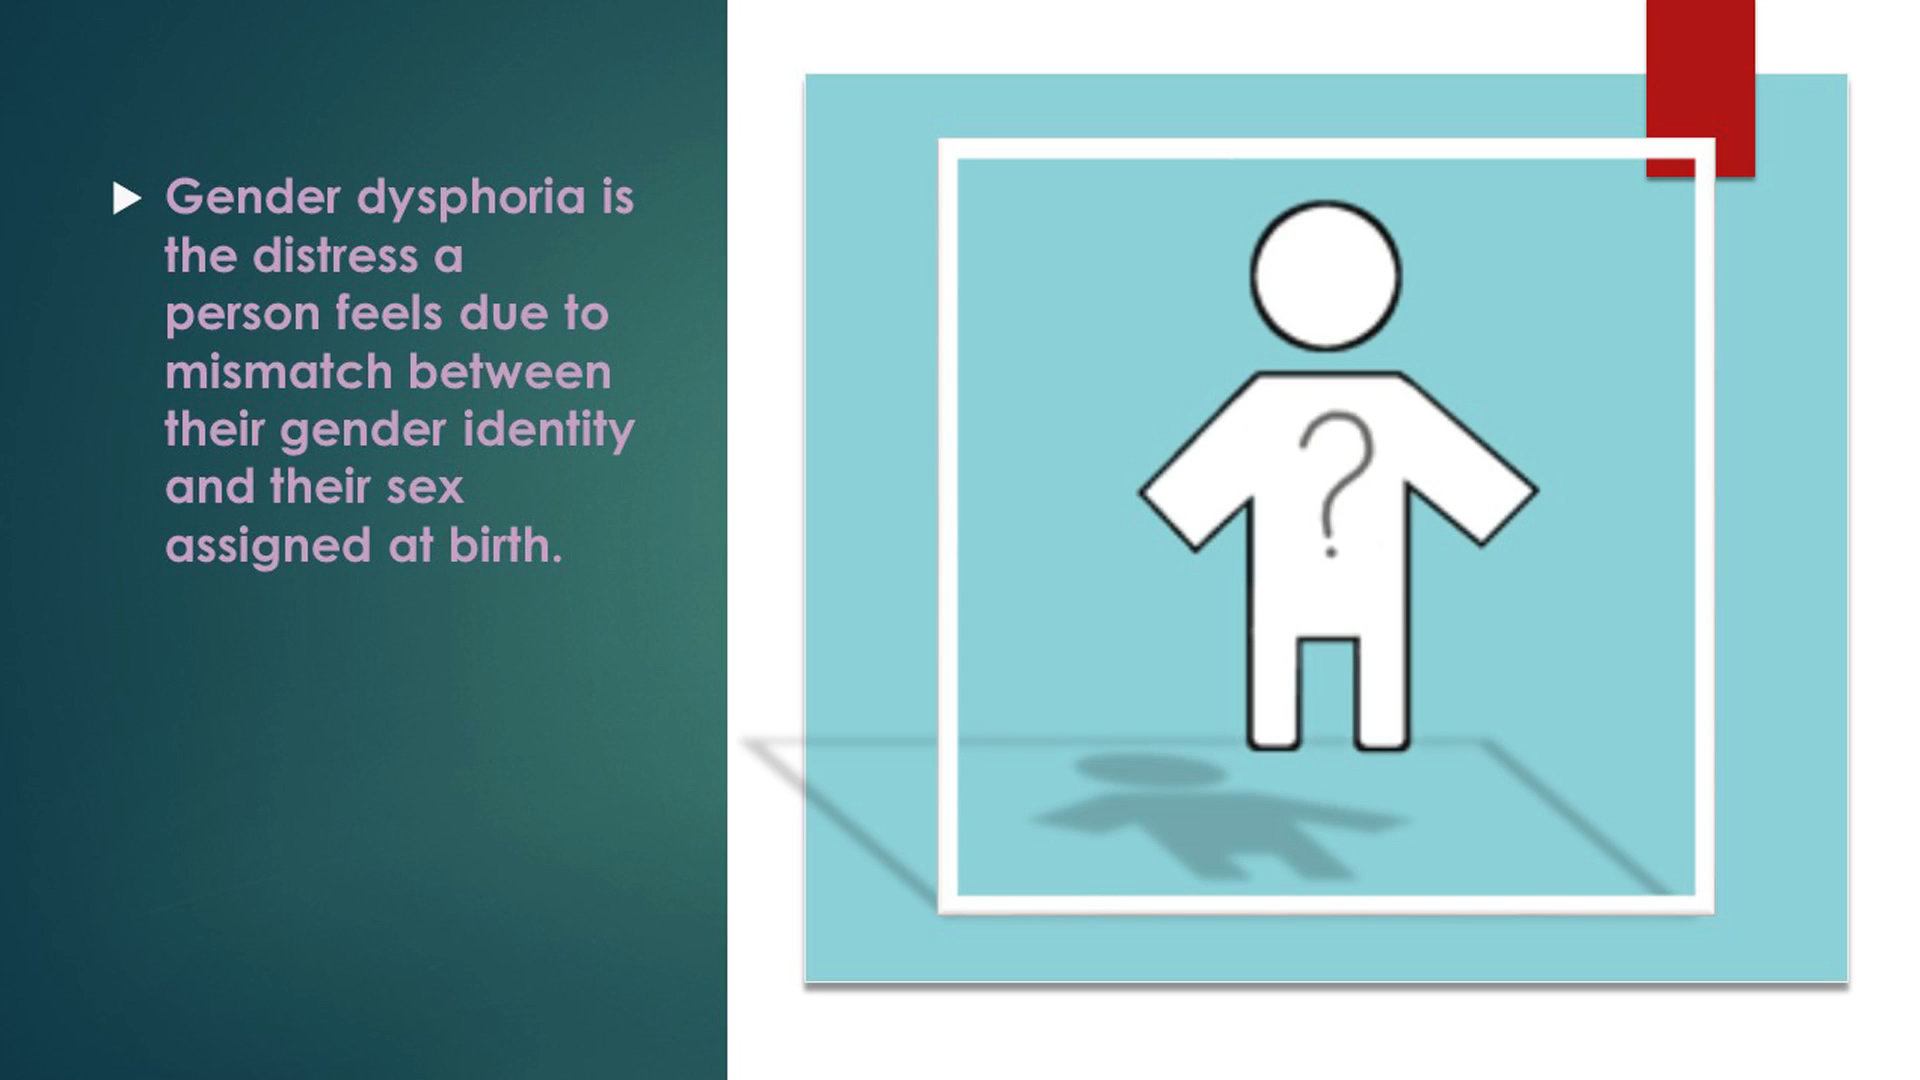 Gender dysphoria is
the distress a
person feels due to
mismatch between
their gender identity
and their sex
assigned at birth.
?